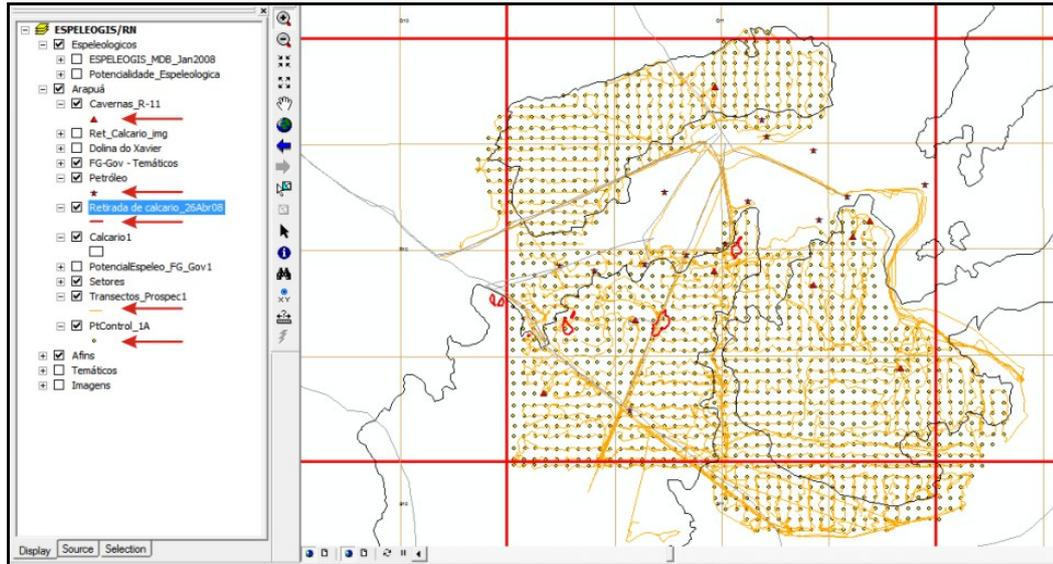 ESPELEOGIS/RN
Espeleologicos
ESPELEOGIS_MDB_Jan2008
Potencialidade_Espeleologica
Arapuá
Cavernas_R-11
Ret_Calcario_img
Dolina do Xavier
FG-Gov - Temáticos
Petróleo
Retirada de calcario_26Abr08
Calcario1
PotencialEspeleo_FG_Gov1
Setores
Transectos_Prospec1
PtControl_1A
Afins
Temáticos
Imagens
Display Source Selection
XY